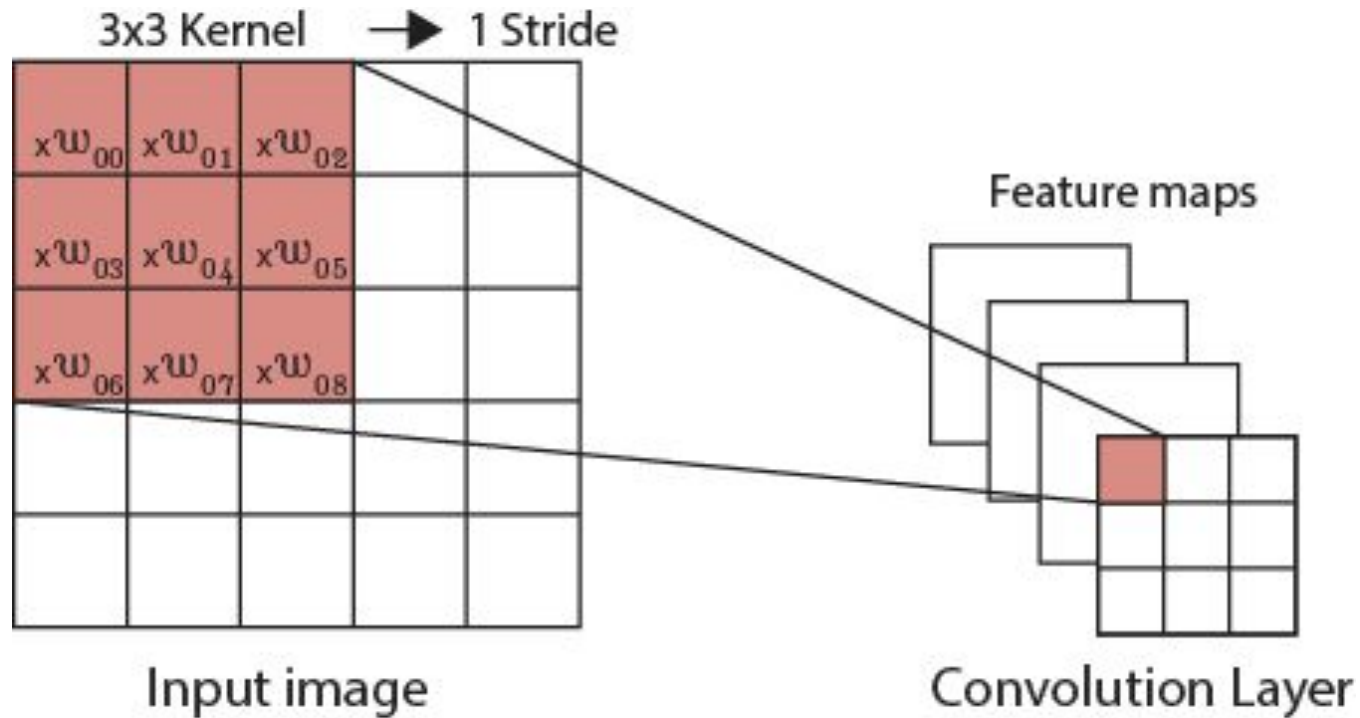 3x3 Kernel → 1 Stride
xw₀₀ xw₀₁ xw₀₂
xw₀₃ xw₀₄ xw₀₅
xw₀₆ xw₀₇ xw₀₈
Feature maps
Input image
Convolution Layer